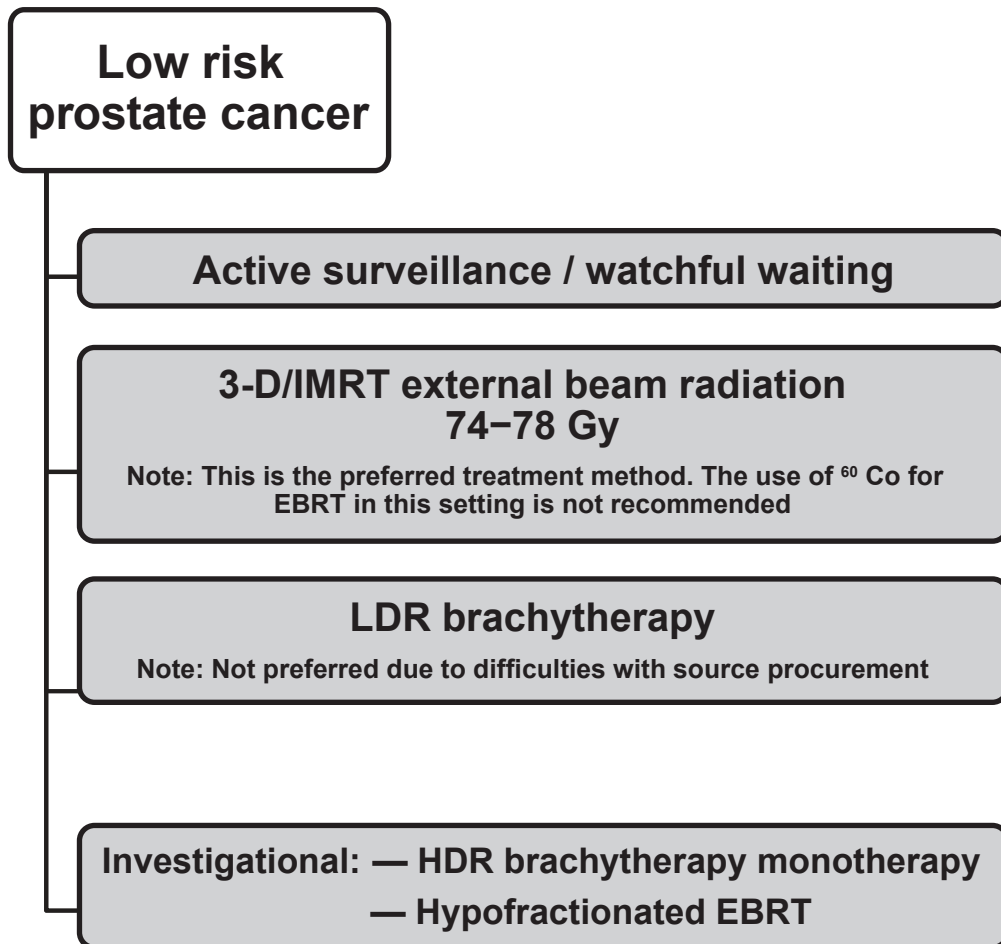 Low risk
prostate cancer
Active surveillance / watchful waiting
3-D/IMRT external beam radiation
74−78 Gy
Note: This is the preferred treatment method. The use of ⁶⁰ Co for
EBRT in this setting is not recommended
LDR brachytherapy
Note: Not preferred due to difficulties with source procurement
Investigational: — HDR brachytherapy monotherapy
— Hypofractionated EBRT